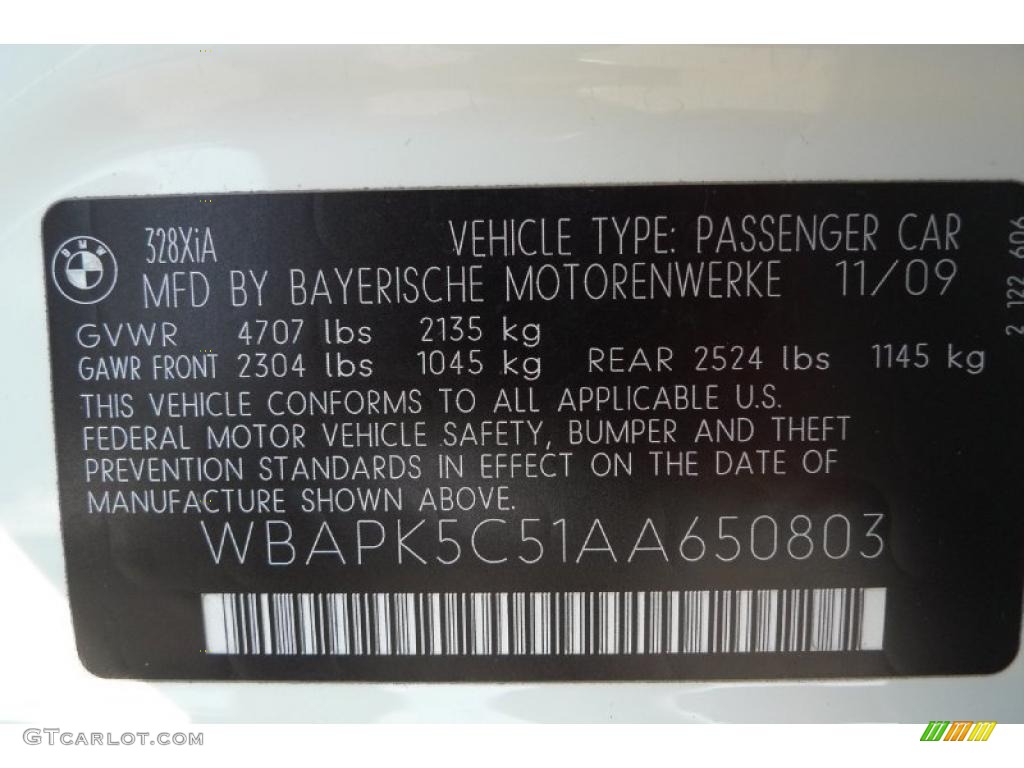 BMW
328XiA VEHICLE TYPE: PASSENGER CAR
MFD BY BAYERISCHE MOTORENWERKE 11/09
GVWR 4707 lbs 2135 kg
GAWR FRONT 2304 lbs 1045 kg REAR 2524 lbs 1145 kg
THIS VEHICLE CONFORMS TO ALL APPLICABLE U.S.
FEDERAL MOTOR VEHICLE SAFETY, BUMPER AND THEFT
PREVENTION STANDARDS IN EFFECT ON THE DATE OF
MANUFACTURE SHOWN ABOVE.
WBAPK5C51AA650803
2 122 606
GTCARLOT.COM